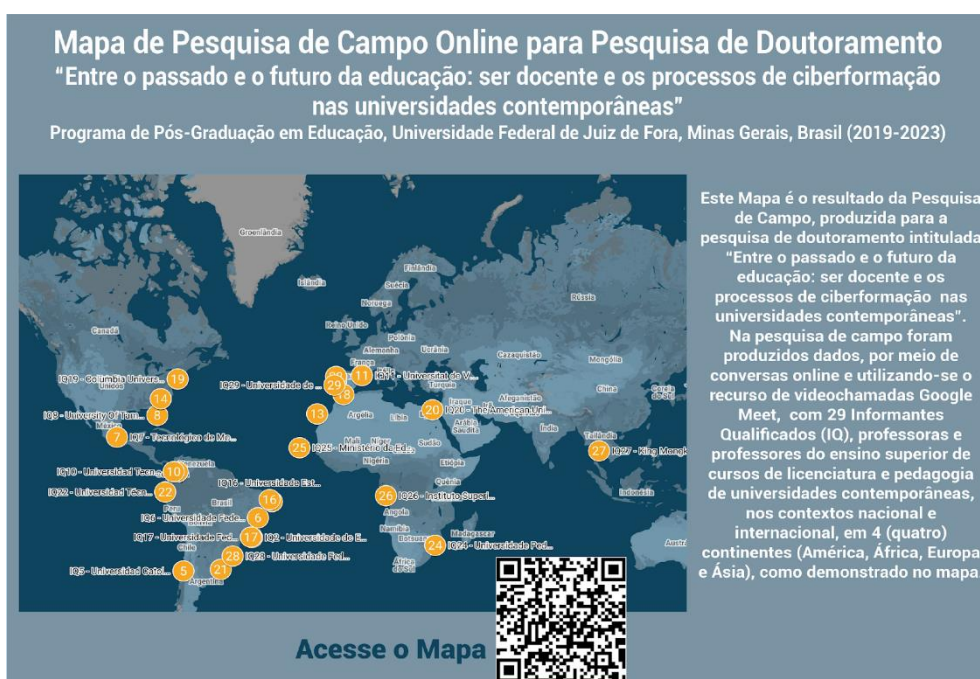 Mapa de Pesquisa de Campo Online para Pesquisa de Doutoramento
“Entre o passado e o futuro da educação: ser docente e os processos de ciberformação
nas universidades contemporâneas”
Programa de Pós-Graduação em Educação, Universidade Federal de Juiz de Fora, Minas Gerais, Brasil (2019-2023)
Este Mapa é o resultado da Pesquisa
de Campo, produzida para a
pesquisa de doutoramento intitulada
“Entre o passado e o futuro da
educação: ser docente e os
processos de ciberformação nas
universidades contemporâneas”.
Na pesquisa de campo foram
produzidos dados, por meio de
conversas online e utilizando-se o
recurso de videochamadas Google
Meet, com 29 Informantes
Qualificados (IQ), professoras e
professores do ensino superior de
cursos de licenciatura e pedagogia
de universidades contemporâneas,
nos contextos nacional e
internacional, em 4 (quatro)
continentes (América, África, Europa
e Ásia), como demonstrado no mapa
Groenlândia
Islândia
Finlândia
Suécia
Noruega
Rússia
Canadá
Reino Unido
Polônia
Alemanha
Ucrânia
França
Cazaquistão
Mongólia
IQ19 - Columbia Univers...
19
IQ29 - Universidade de ...
29
11
IQ11 - Universitat de V...
Turquia
Unidos
14
18
Iraque
Afeganistão
China
IQ9 - University Of Tum...
8
13
Argélia
Líbia
20
IQ20 - The American Uni...
México
7
IQ7 - Tecnológico de Mo...
25
IQ25 - Ministério da Ed...
Mali
Níger
Sudão
Índia
Tailândia
27
IQ27 - King Mongk...
Nigéria
Etiópia
IQ10 - Universidad Tecn...
10
Venezuela
Quênia
Indonésia
IQ22 - Universidad Técn...
22
IQ16 - Universidade Est...
16
26
IQ26 - Instituto Superi...
Peru
Brasil
Angola
IQ6 - Universidade Fede...
6
Namíbia
Madagascar
IQ17 - Universidade Fed...
17
IQ2 - Universidade de E...
24
IQ24 - Universidade Ped...
Chile
28
IQ28 - Universidade Fed...
África
do Sul
IQ5 - Universidad Catól...
5
21
Argentina
Acesse o Mapa